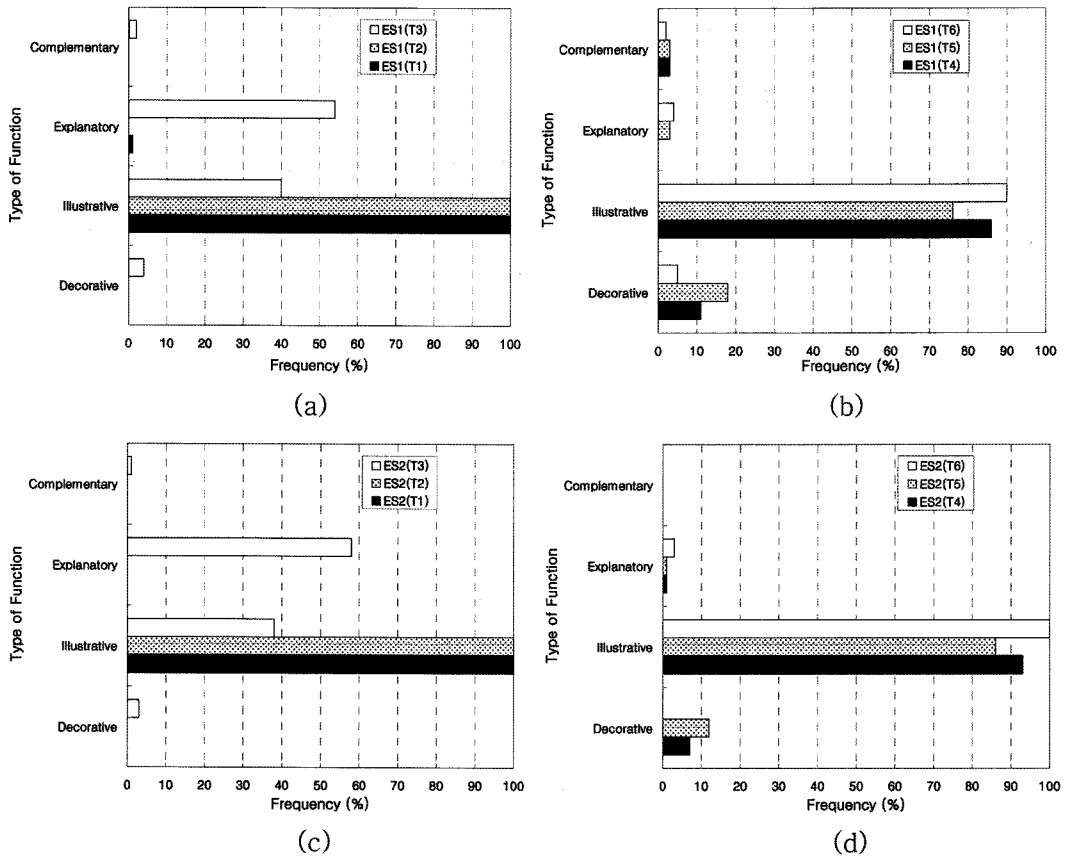 Type of Function
Complementary
Explanatory
Illustrative
Decorative
ES1(T3)
ES1(T2)
ES1(T1)
0 10 20 30 40 50 60 70 80 90 100
Frequency (%)
(a)
Type of Function
Complementary
Explanatory
Illustrative
Decorative
ES1(T6)
ES1(T5)
ES1(T4)
0 10 20 30 40 50 60 70 80 90 100
Frequency (%)
(b)
Type of Function
Complementary
Explanatory
Illustrative
Decorative
ES2(T3)
ES2(T2)
ES2(T1)
0 10 20 30 40 50 60 70 80 90 100
Frequency (%)
(c)
Type of Function
Complementary
Explanatory
Illustrative
Decorative
ES2(T6)
ES2(T5)
ES2(T4)
0 10 20 30 40 50 60 70 80 90 100
Frequency (%)
(d)